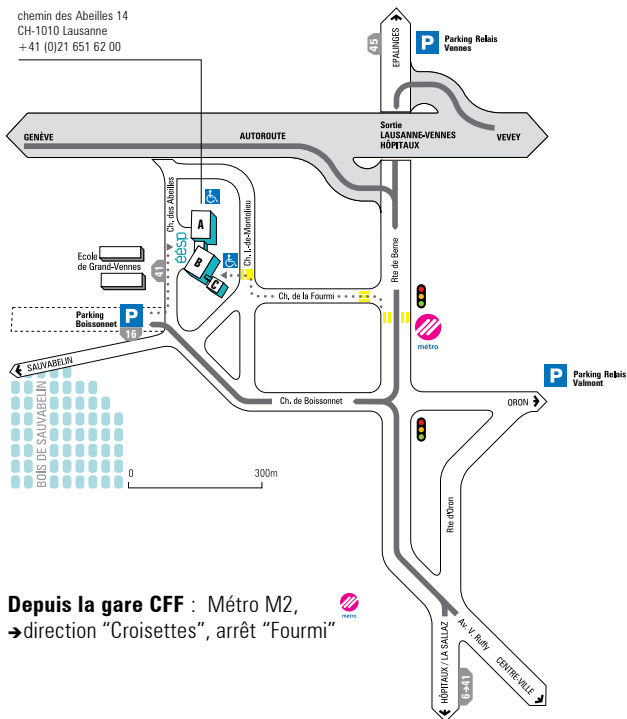 chemin des Abeilles 14
CH-1010 Lausanne
+41 (0)21 651 62 00
45
EPALINGES
P
Parking Relais
Vennes
GENÈVE
AUTOROUTE
Sortie
LAUSANNE-VENNES
HÔPITAUX
VEVEY
Ch. des Abeilles
A
éésp
B
C
Ch. I.-de-Montolieu
Rte de Berne
Ecole
de Grand-Vennes
41
Ch. de la Fourmi
Parking
Boissonnet
P
16
métro
SAUVABELIN
P
Parking Relais
Valmont
ORON
Ch. de Boissonnet
BOIS DE SAUVABELIN
0
300m
Rte d'Oron
Depuis la gare CFF : Métro M2,
métro
➔direction "Croisettes", arrêt "Fourmi"
HÔPITAUX / LA SALLAZ
6➔41
Av. V. Ruffy
CENTRE-VILLE